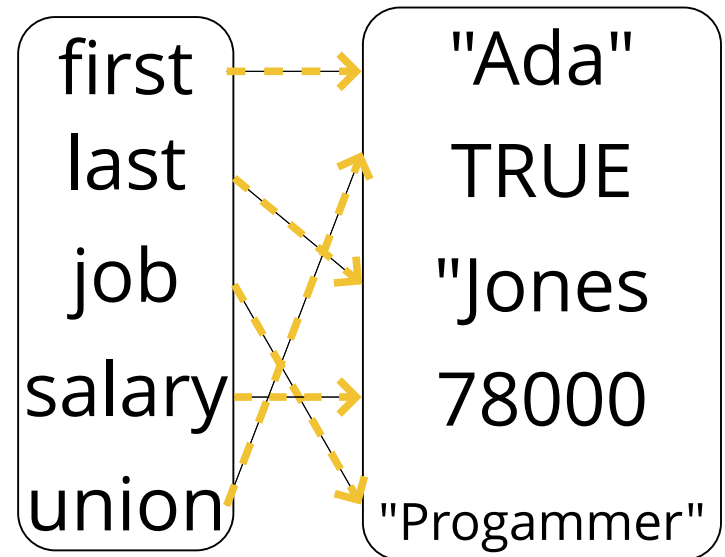 first
last
job
salary
union
"Ada"
TRUE
"Jones
78000
"Progammer"